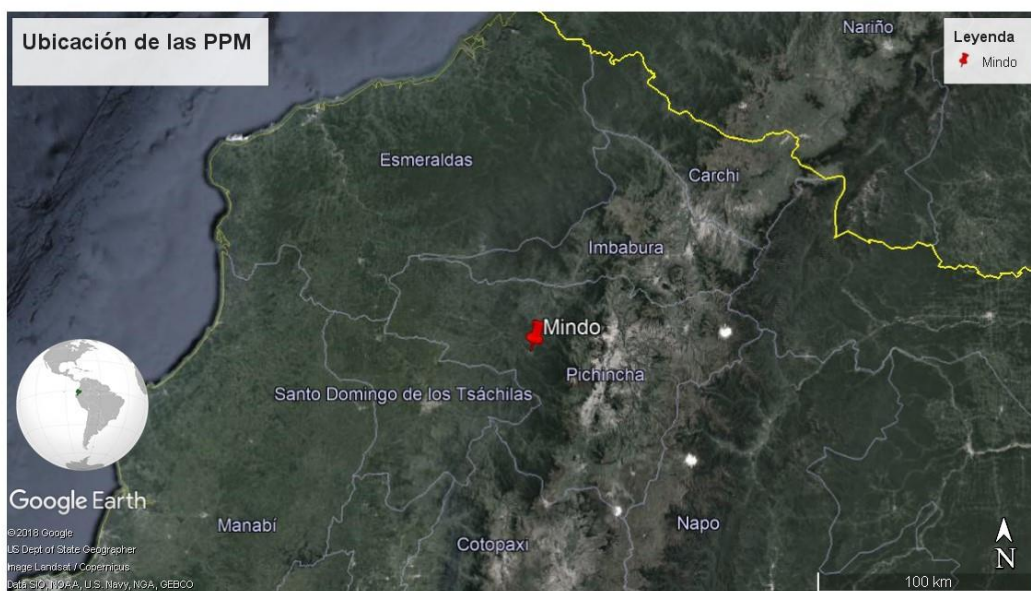 Ubicación de las PPM
Nariño
Leyenda
Mindo
Esmeraldas
Carchi
Imbabura
Mindo
Pichincha
Santo Domingo de los Tsáchilas
Google Earth
Manabí
Napo
Cotopaxi
©2018 Google
US Dept of State Geographer
Image Landsat / Copernicus
Data SIO, NOAA, U.S. Navy, NGA, GEBCO
N
100 km